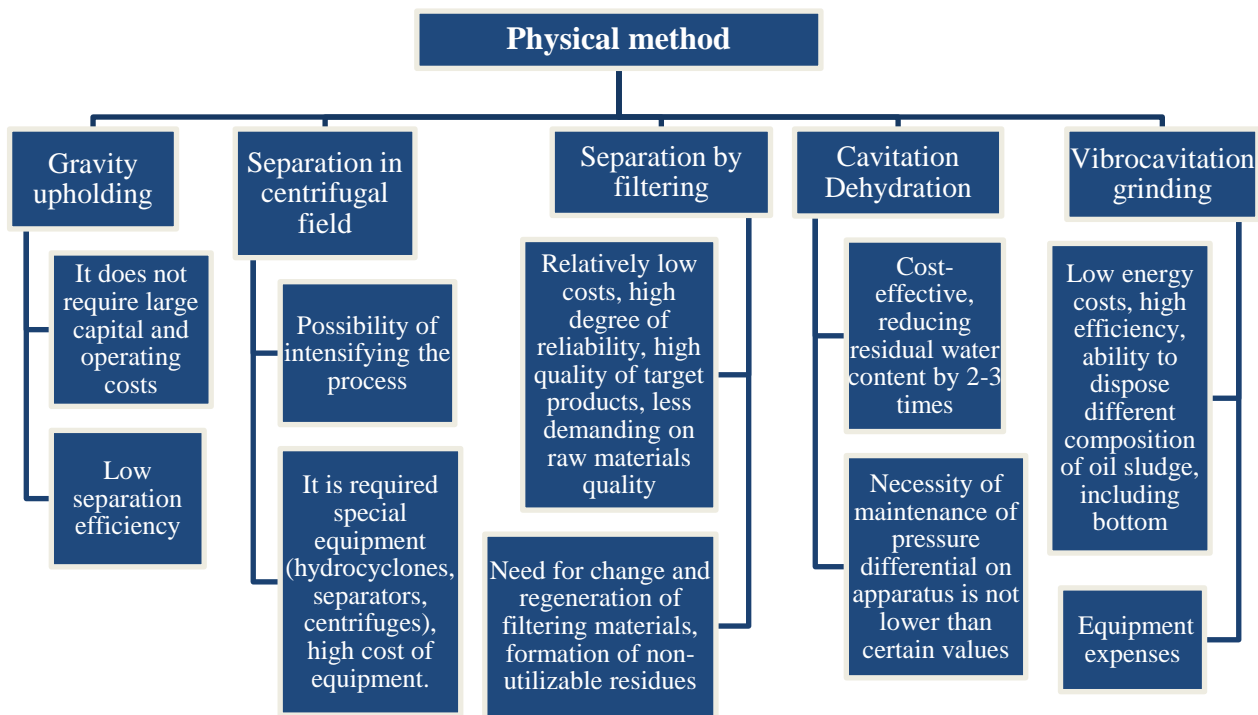 Physical method
Gravity
upholding
It does not
require large
capital and
operating
costs
Low
separation
efficiency
Separation in
centrifugal
field
Possibility of
intensifying the
process
It is required
special
equipment
(hydrocyclones,
separators,
centrifuges),
high cost of
equipment.
Separation by
filtering
Relatively low
costs, high
degree of
reliability, high
quality of target
products, less
demanding on
raw materials
quality
Need for change and
regeneration of
filtering materials,
formation of non-
utilizable residues
Cavitation
Dehydration
Cost-
effective,
reducing
residual water
content by 2-3
times
Necessity of
maintenance of
pressure
differential on
apparatus is not
lower than
certain values
Vibrocavitation
grinding
Low energy
costs, high
efficiency,
ability to
dispose
different
composition
of oil sludge,
including
bottom
Equipment
expenses